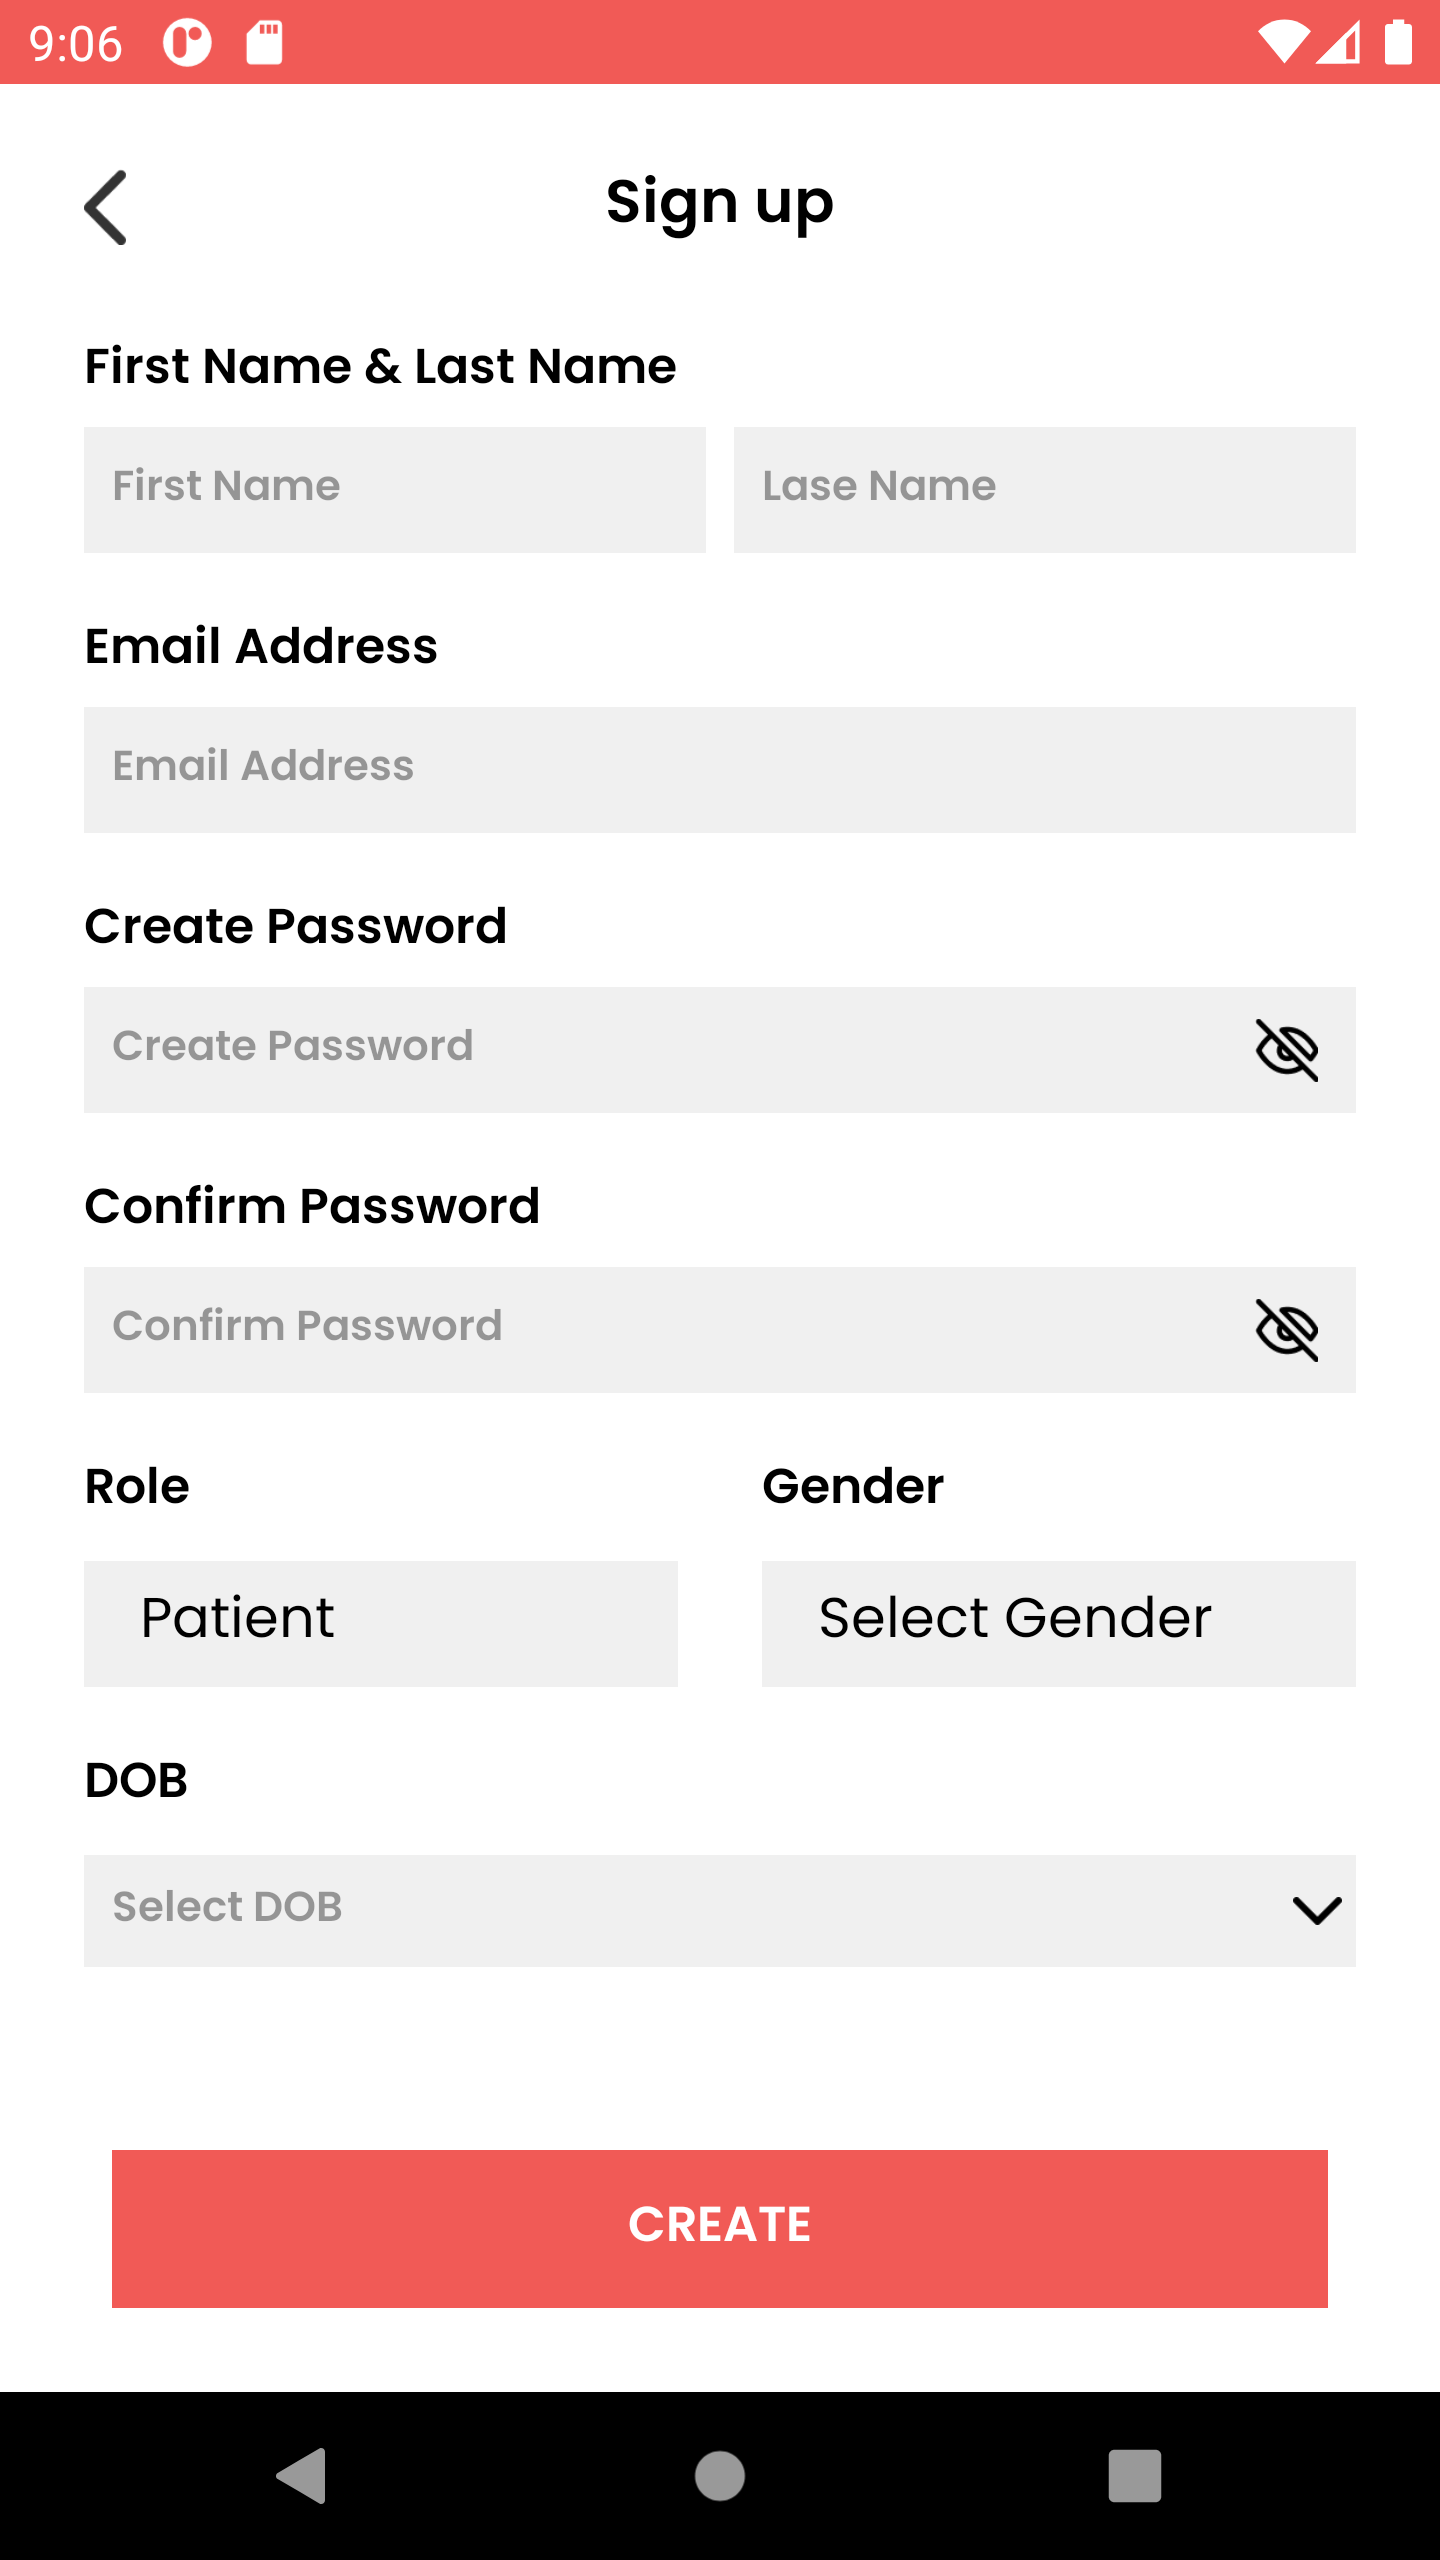 9:06
Sign up
First Name & Last Name
First Name
Lase Name
Email Address
Email Address
Create Password
Create Password
Confirm Password
Confirm Password
Role
Gender
Patient
Select Gender
DOB
Select DOB
CREATE